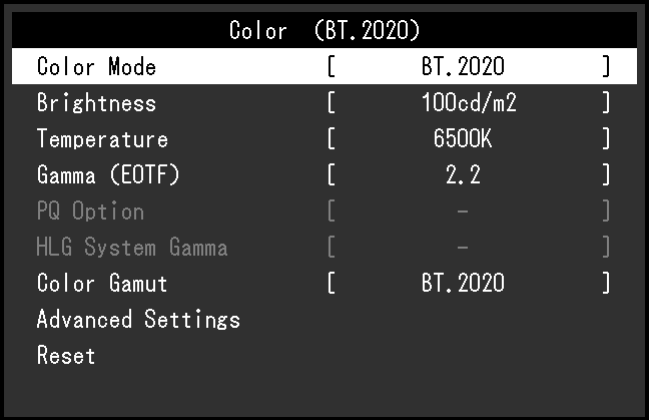 Color (BT.2020)
Color Mode [ BT.2020 ]
Brightness [ 100cd/m2 ]
Temperature [ 6500K ]
Gamma (EOTF) [ 2.2 ]
PQ Option [ - ]
HLG System Gamma [ - ]
Color Gamut [ BT.2020 ]
Advanced Settings
Reset